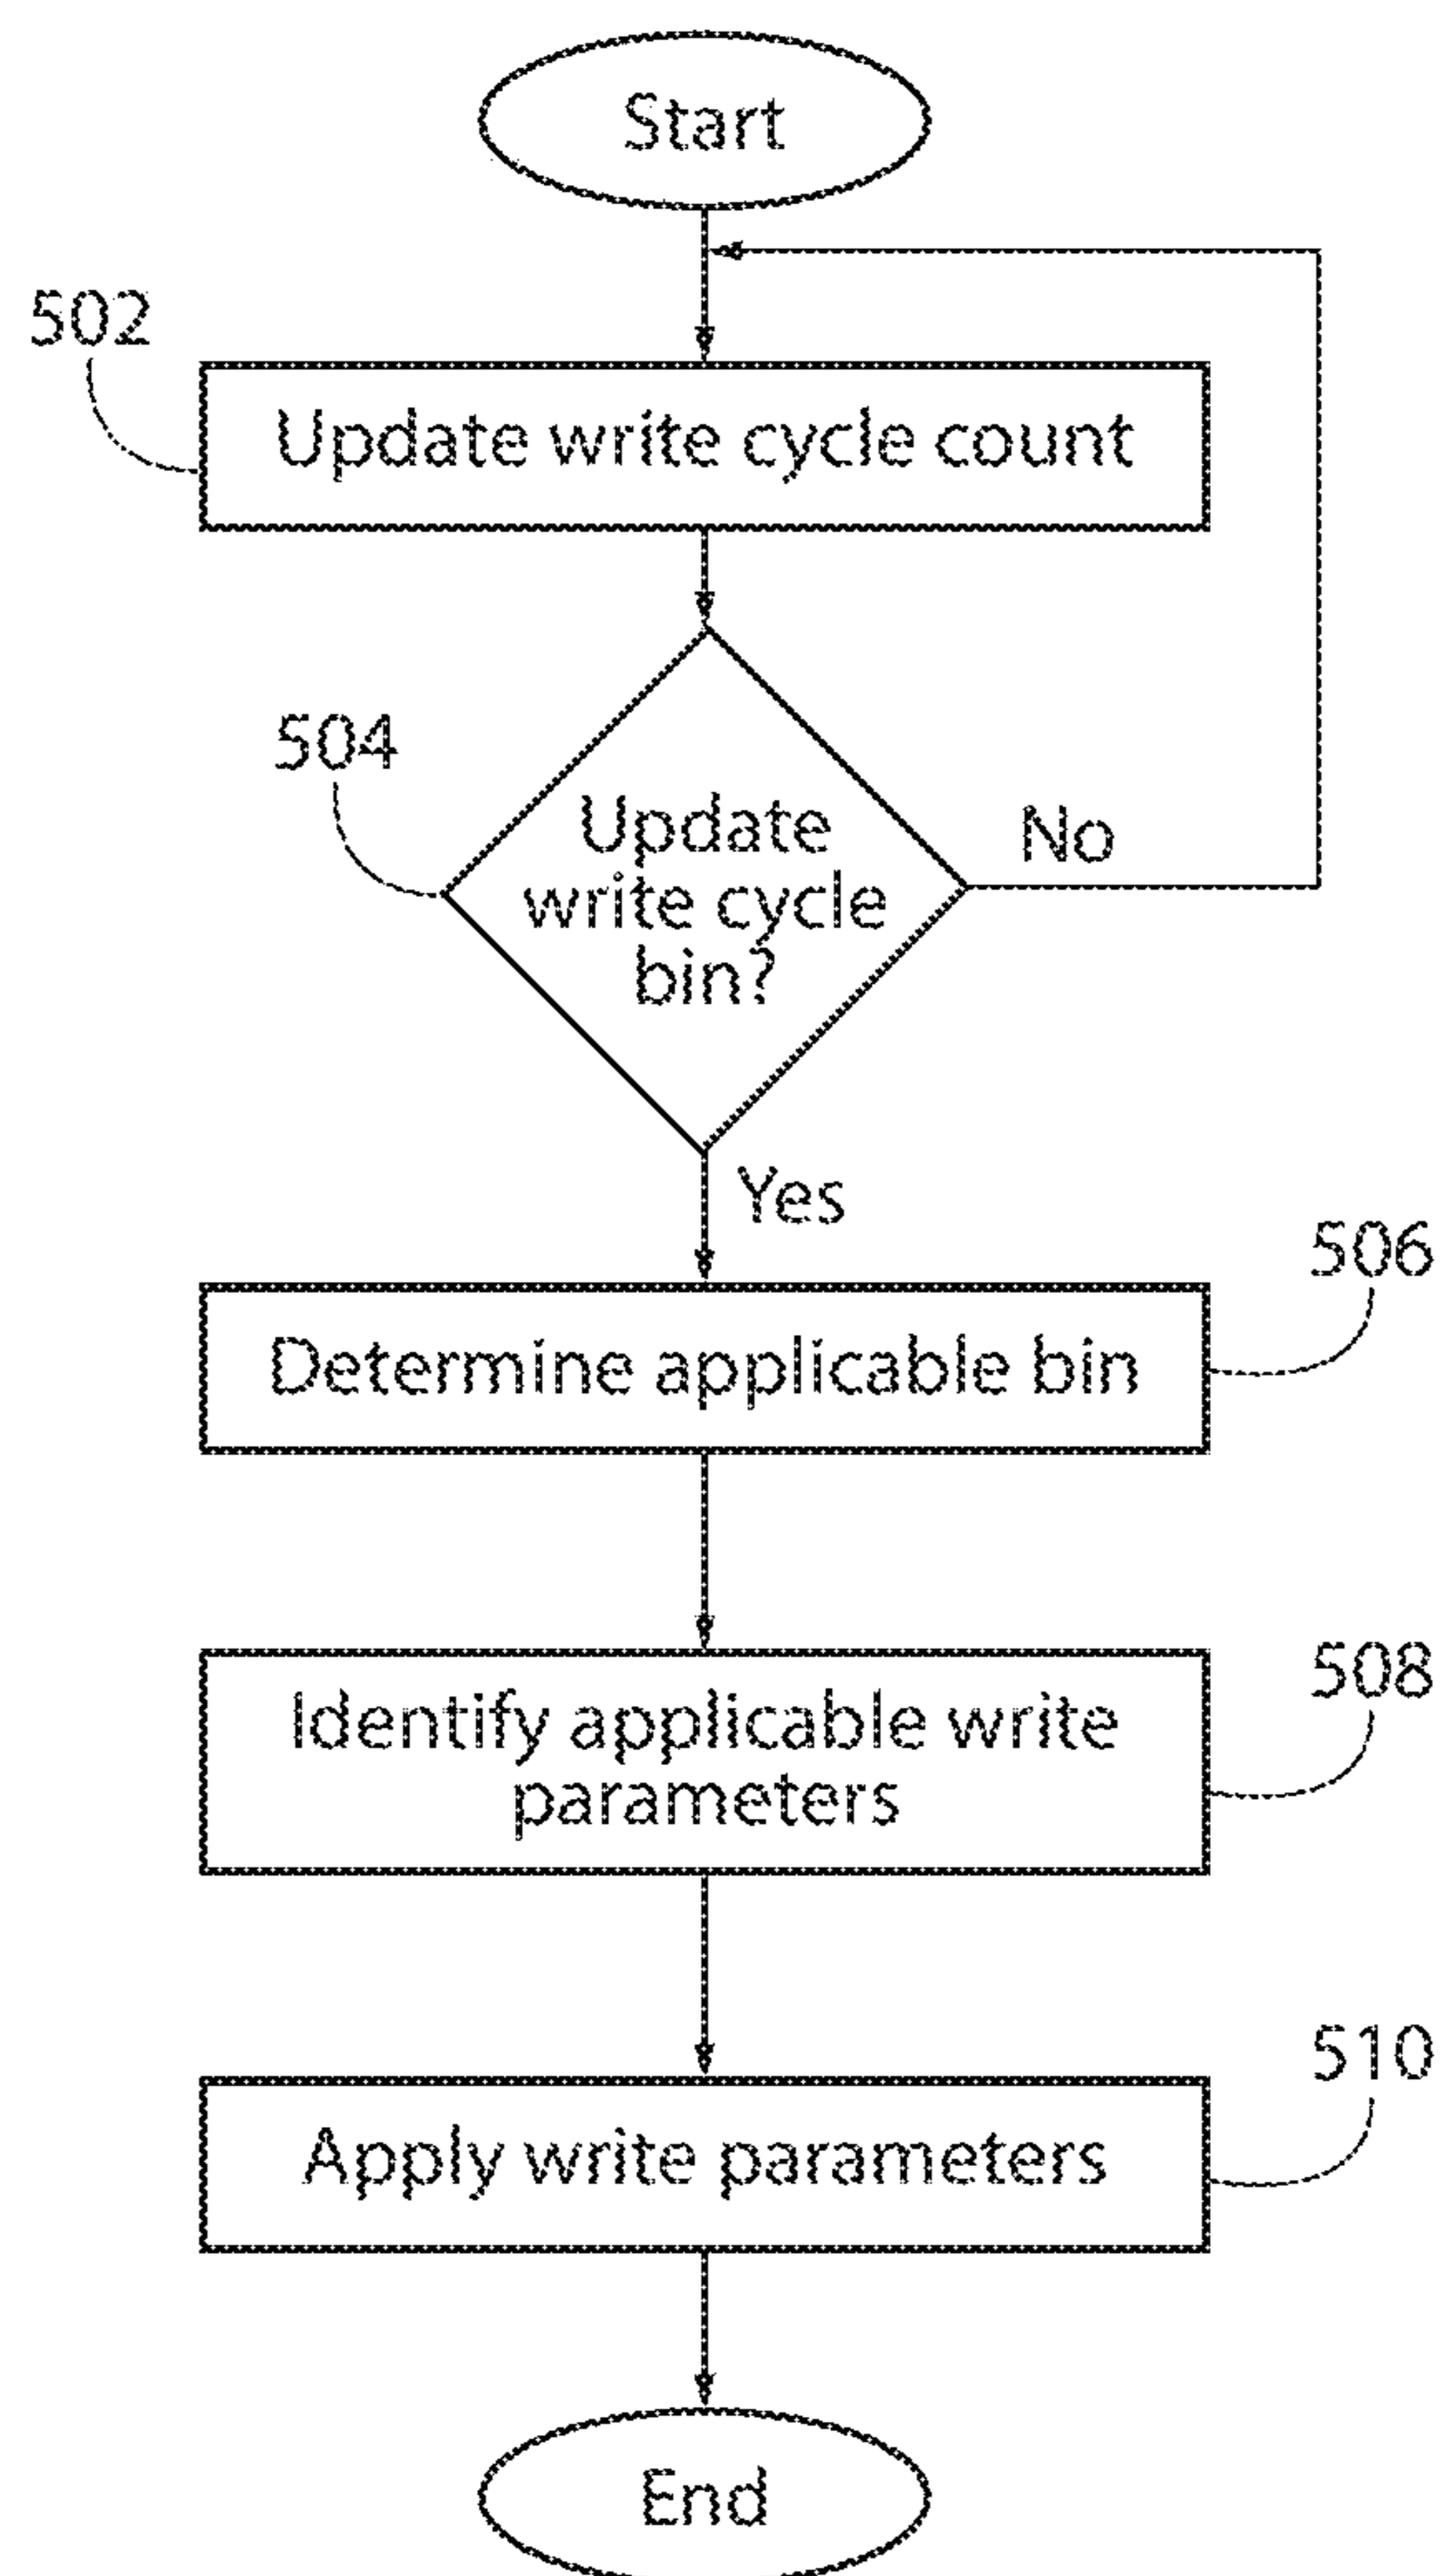 Start
502
Update write cycle count
504
Update
write cycle
bin?
No
Yes
506
Determine applicable bin
508
Identify applicable write
parameters
510
Apply write parameters
End